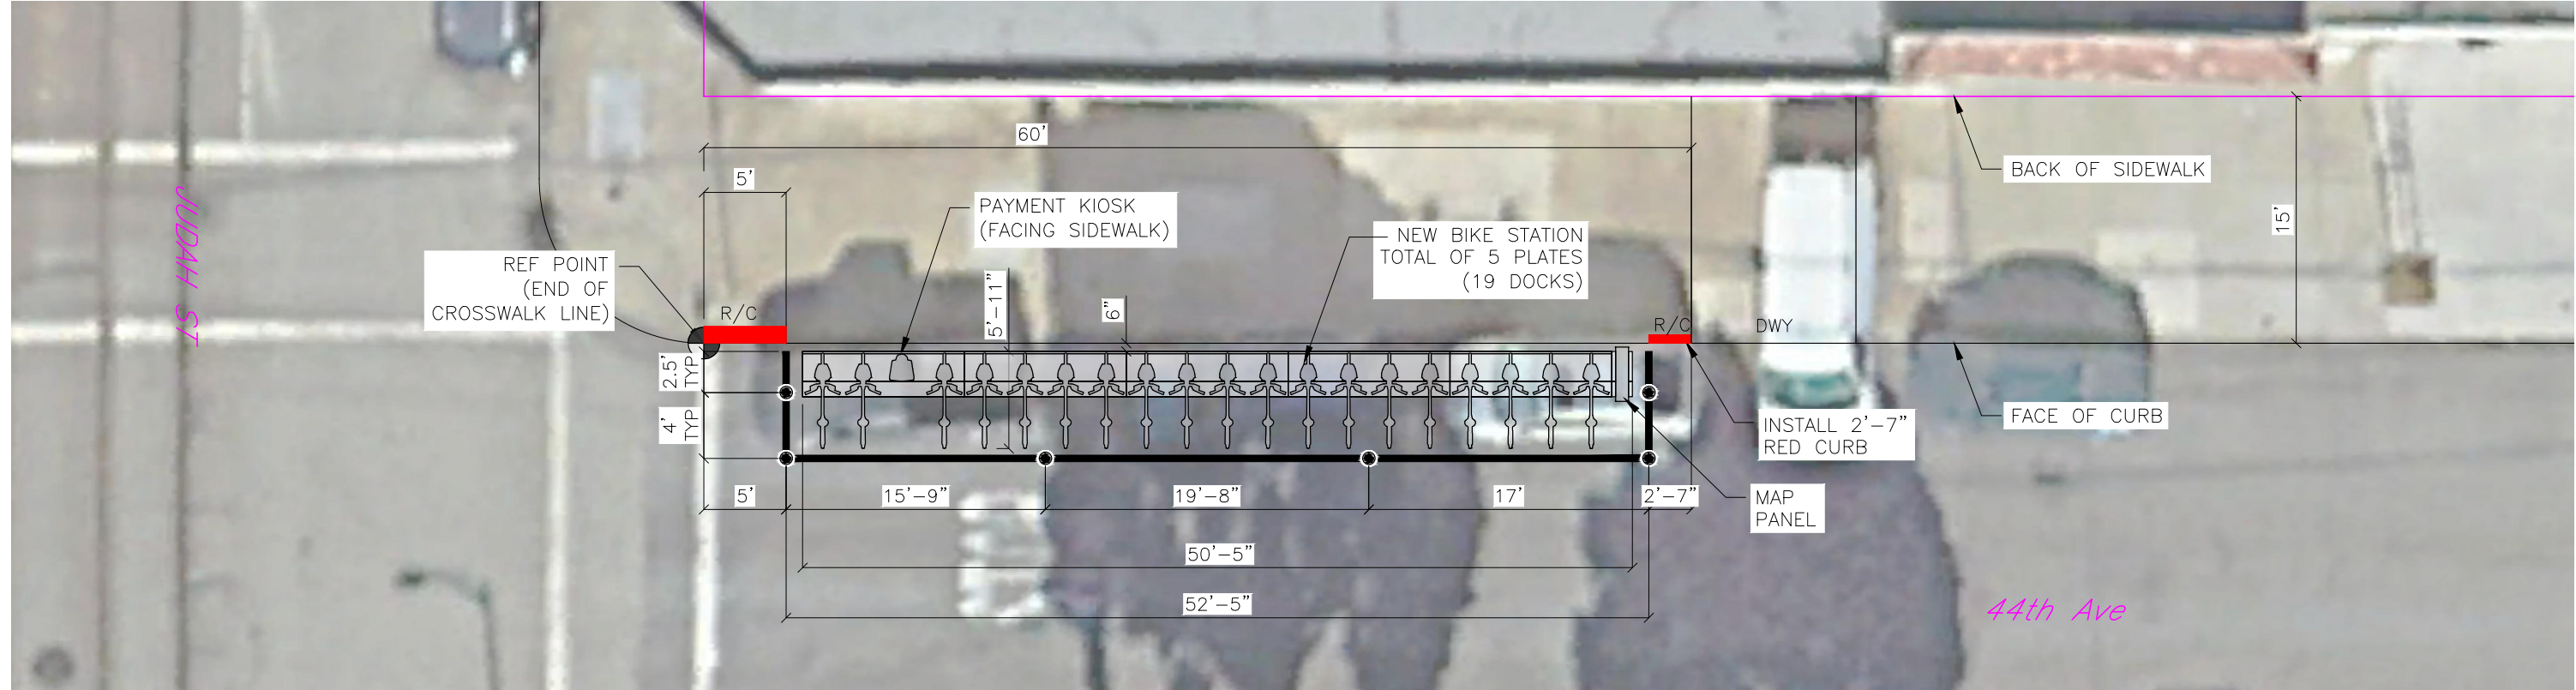 60'
5'
JUDAH ST
PAYMENT KIOSK
(FACING SIDEWALK)
REF POINT
(END OF
CROSSWALK LINE)
R/C
5'-11"
6"
NEW BIKE STATION
TOTAL OF 5 PLATES
(19 DOCKS)
R/C
DWY
BACK OF SIDEWALK
15'
2.5'
TYP
4'
TYP
INSTALL 2'-7"
RED CURB
FACE OF CURB
MAP
PANEL
5'
15'-9"
19'-8"
17'
2'-7"
50'-5"
52'-5"
44th Ave